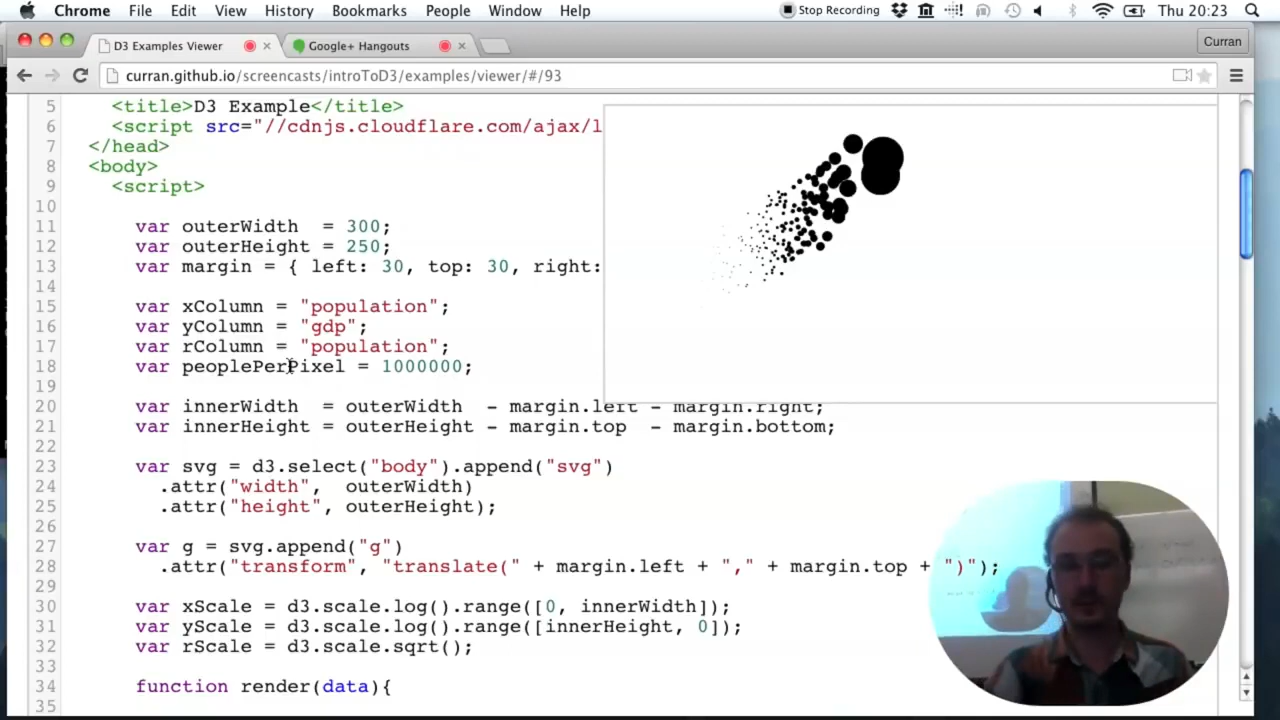 Chrome File Edit View History Bookmarks People Window Help Stop Recording Thu 20:23
D3 Examples Viewer Google+ Hangouts Curran
curran.github.io/screencasts/introToD3/examples/viewer/#/93
5 <title>D3 Example</title>
6 <script src="//cdnjs.cloudflare.com/ajax/l
7 </head>
8 <body>
9 <script>
10
11 var outerWidth = 300;
12 var outerHeight = 250;
13 var margin = { left: 30, top: 30, right:
14
15 var xColumn = "population";
16 var yColumn = "gdp";
17 var rColumn = "population";
18 var peoplePerPixel = 1000000;
19
20 var innerWidth = outerWidth - margin.left - margin.right;
21 var innerHeight = outerHeight - margin.top - margin.bottom;
22
23 var svg = d3.select("body").append("svg")
24 .attr("width", outerWidth)
25 .attr("height", outerHeight);
26
27 var g = svg.append("g")
28 .attr("transform", "translate(" + margin.left + "," + margin.top + ")");
29
30 var xScale = d3.scale.log().range([0, innerWidth]);
31 var yScale = d3.scale.log().range([innerHeight, 0]);
32 var rScale = d3.scale.sqrt();
33
34 function render(data){
35